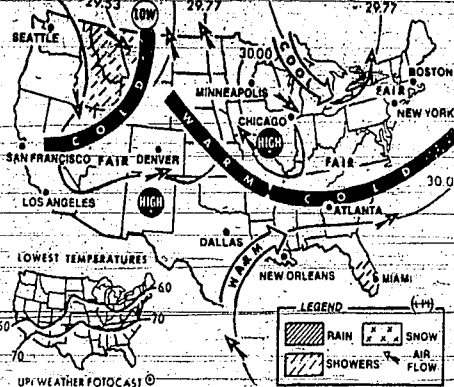 29.53
LOW
29.77
29.77
SEATTLE
30.00
COOL
COLD
MINNEAPOLIS
BOSTON
FAIR
NEW YORK
CHICAGO
HIGH
WARM
COLD
SAN FRANCISCO
FAIR
DENVER
FAIR
HIGH
LOS ANGELES
ATLANTA
30.0
DALLAS
WARM
LOWEST TEMPERATURES
NEW ORLEANS
MIAMI
60
70
60
70
LEGEND
RAIN
SNOW
SHOWERS
AIR
FLOW
UPI WEATHER FOTOCAST ©